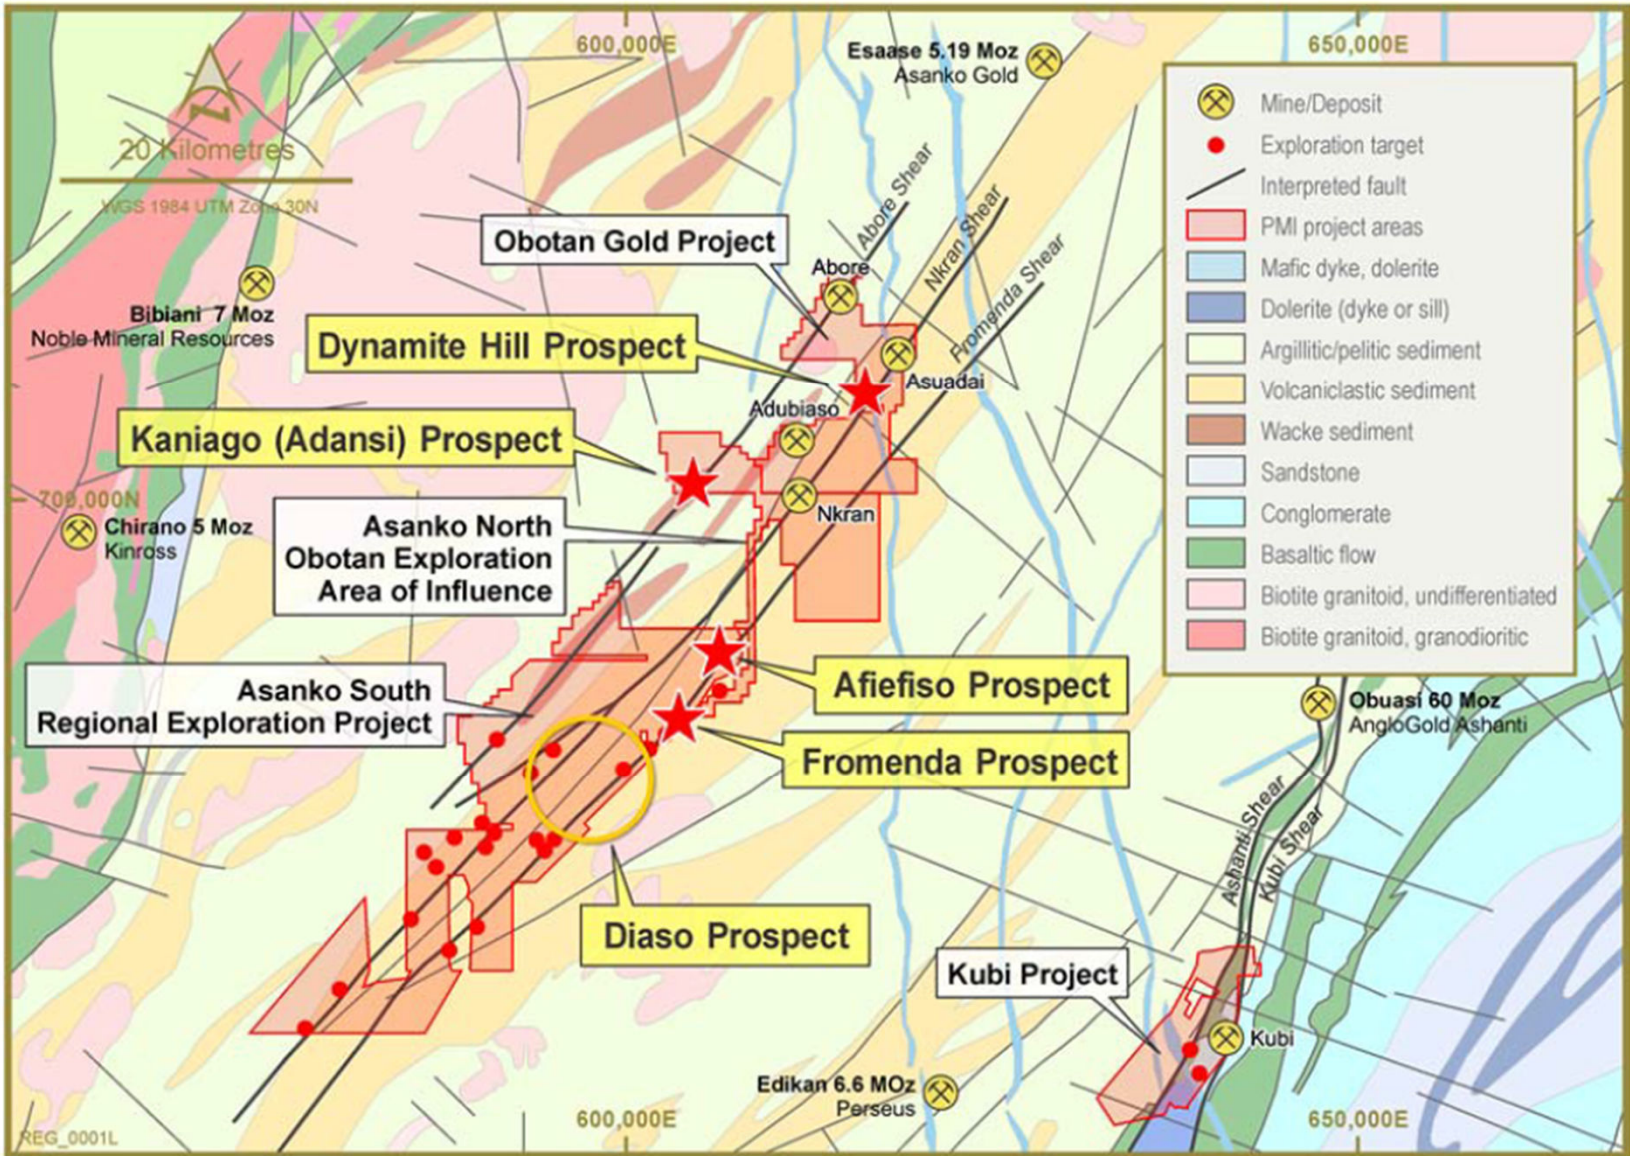 600,000E
650,000E
Esaase 5.19 Moz
Asanko Gold
20 Kilometres
WGS 1984 UTM Zone 30N
Mine/Deposit
Exploration target
Interpreted fault
PMI project areas
Mafic dyke, dolerite
Dolerite (dyke or sill)
Argillitic/pelitic sediment
Volcaniclastic sediment
Wacke sediment
Sandstone
Conglomerate
Basaltic flow
Biotite granitoid, undifferentiated
Biotite granitoid, granodioritic
Abore Shear
Nkran Shear
Fromenda Shear
Obotan Gold Project
Abore
Bibiani 7 Moz
Noble Mineral Resources
Dynamite Hill Prospect
Asuadai
Adubiaso
Kaniago (Adansi) Prospect
700,000N
Chirano 5 Moz
Kinross
Nkran
Asanko North
Obotan Exploration
Area of Influence
Asanko South
Regional Exploration Project
Afiefiso Prospect
Obuasi 60 Moz
AngloGold Ashanti
Fromenda Prospect
Ashanti Shear
Kubi Shear
Diaso Prospect
Kubi Project
Kubi
Edikan 6.6 MOz
Perseus
600,000E
650,000E
REG_0001L